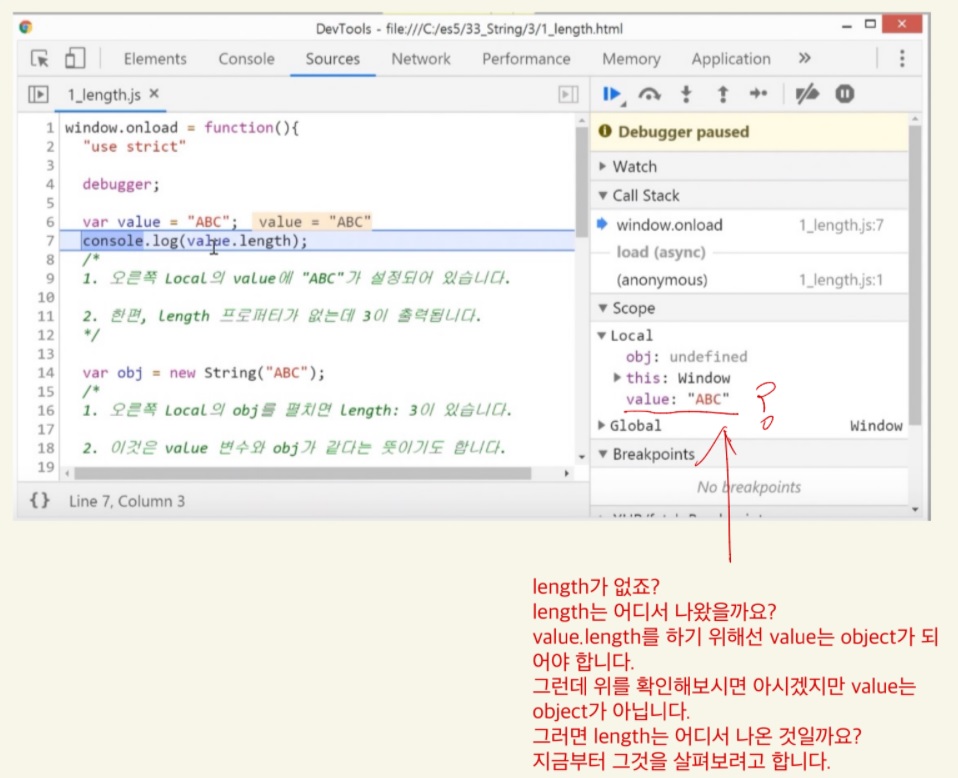 DevTools - file:///C:/es5/33_String/3/1_length.html
Elements Console Sources Network Performance Memory Application »
1_length.js ×
1 window.onload = function(){
2 "use strict"
3
4 debugger;
5
6 var value = "ABC"; value = "ABC"
7 console.log(value.length);
8 /*
9 1. 오른쪽 Local의 value에 "ABC"가 설정되어 있습니다.
10
11 2. 한편, length 프로퍼티가 없는데 3이 출력됩니다.
12 */
13
14 var obj = new String("ABC");
15 /*
16 1. 오른쪽 Local의 obj를 펼치면 length: 3이 있습니다.
17
18 2. 이것은 value 변수와 obj가 같다는 뜻이기도 합니다.
19
{} Line 7, Column 3
Debugger paused
Watch
Call Stack
window.onload 1_length.js:7
load (async)
(anonymous) 1_length.js:1
Scope
Local
obj: undefined
this: Window
value: "ABC"
?
Global Window
Breakpoints
No breakpoints
length가 없죠?
length는 어디서 나왔을까요?
value.length를 하기 위해선 value는 object가 되
어야 합니다.
그런데 위를 확인해보시면 아시겠지만 value는
object가 아닙니다.
그러면 length는 어디서 나온 것일까요?
지금부터 그것을 살펴보려고 합니다.